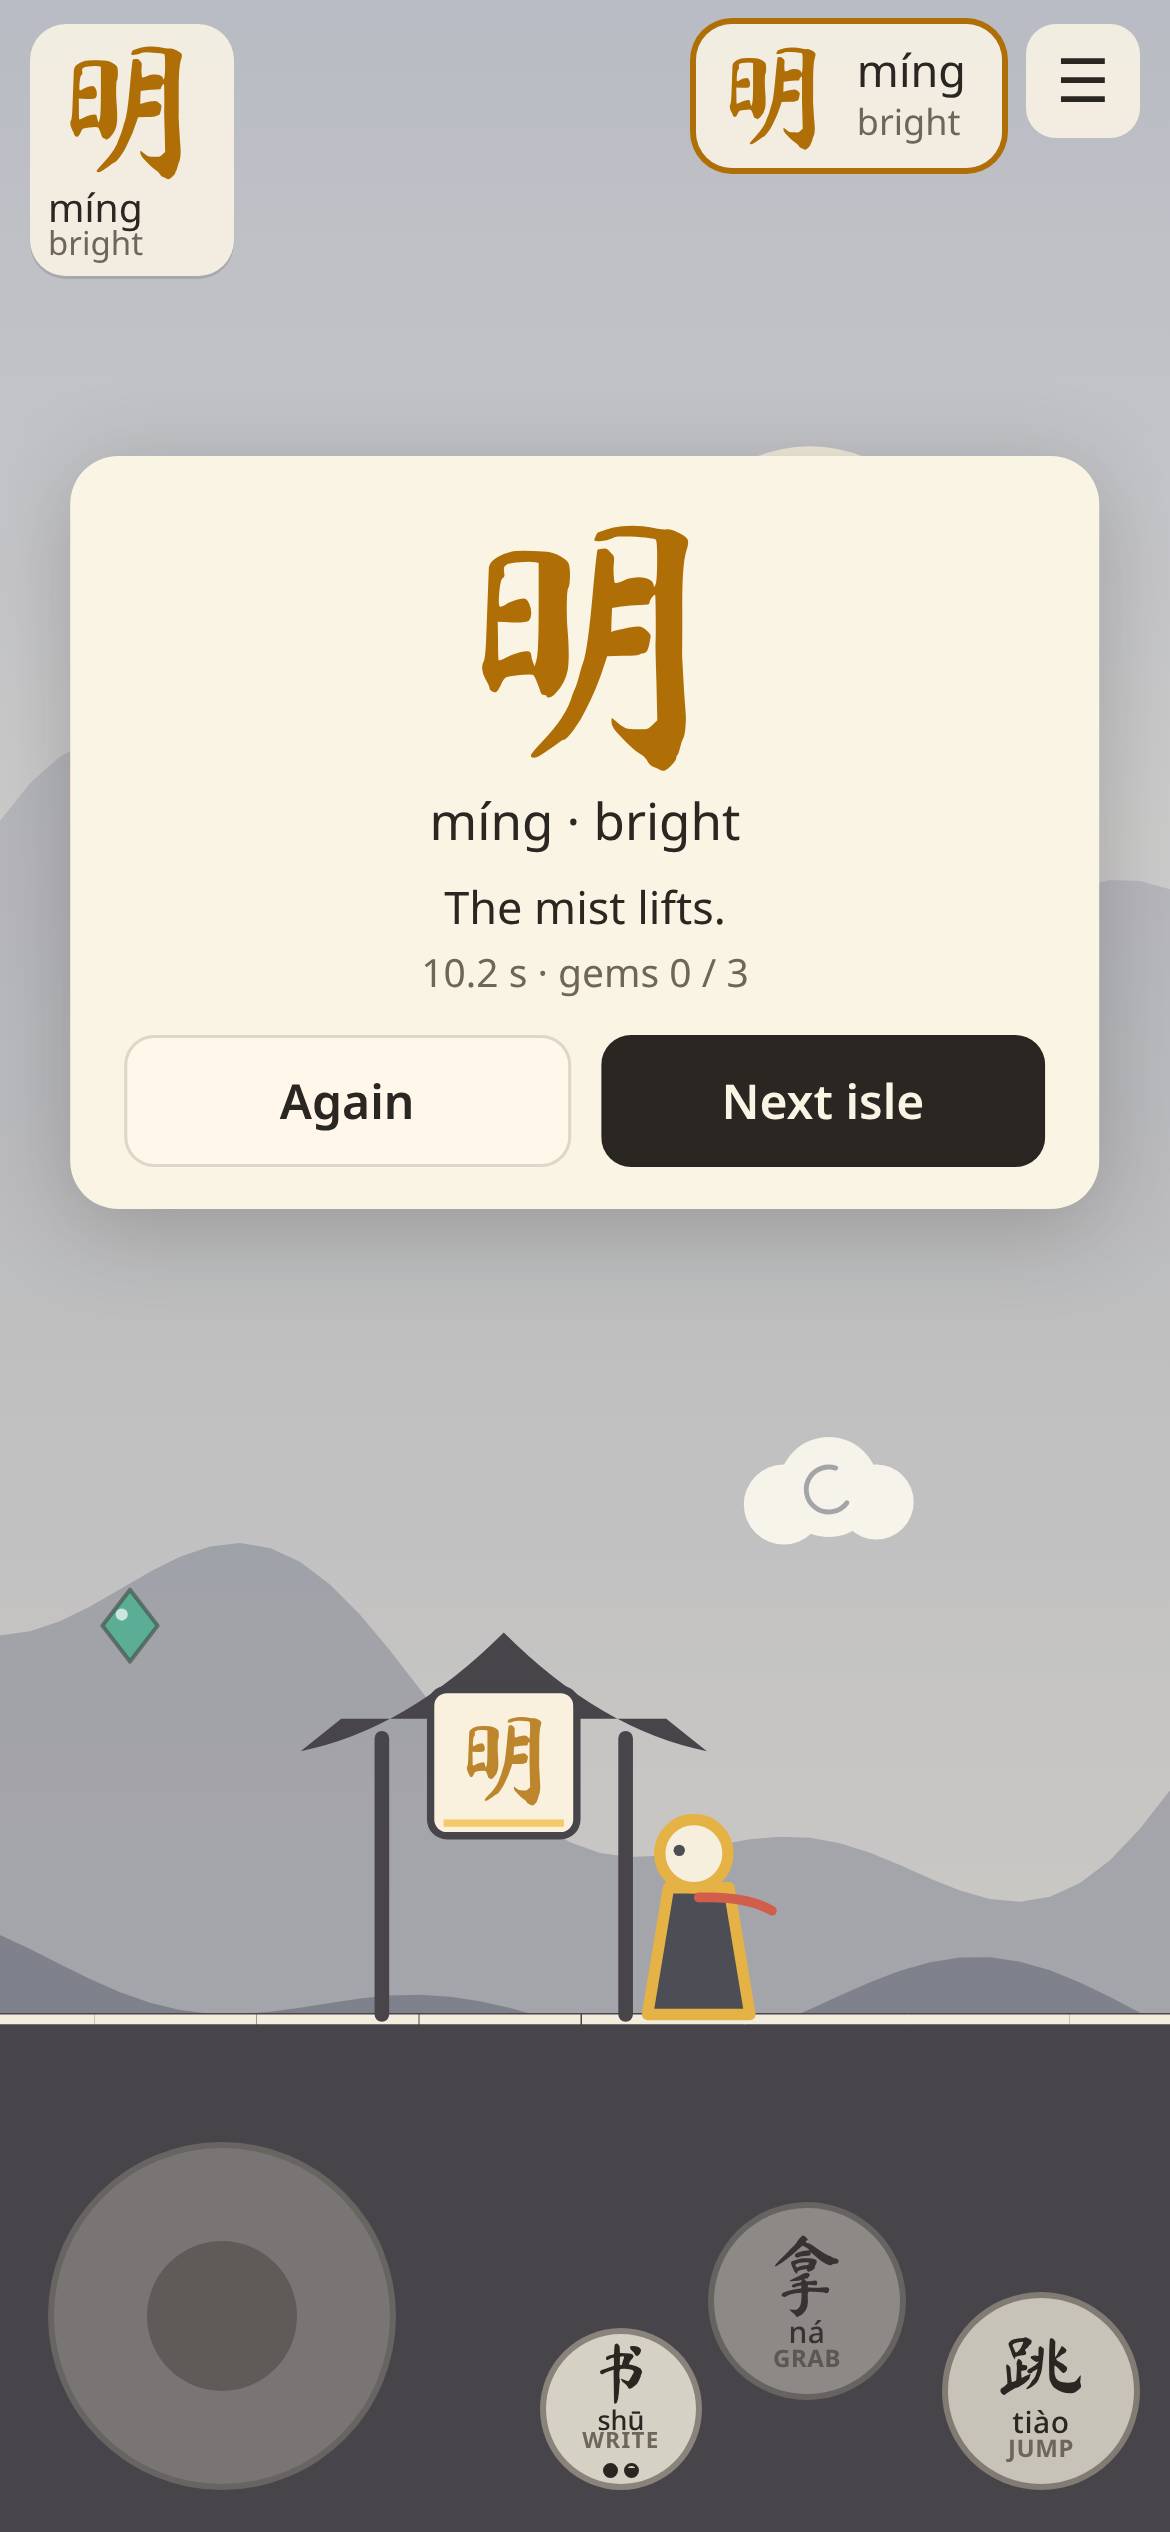 明
míng
bright
明
míng
bright
明
míng · bright
The mist lifts.
10.2 s · gems 0 / 3
Again
Next isle
明
拿
ná
GRAB
书
shū
WRITE
跳
tiào
JUMP